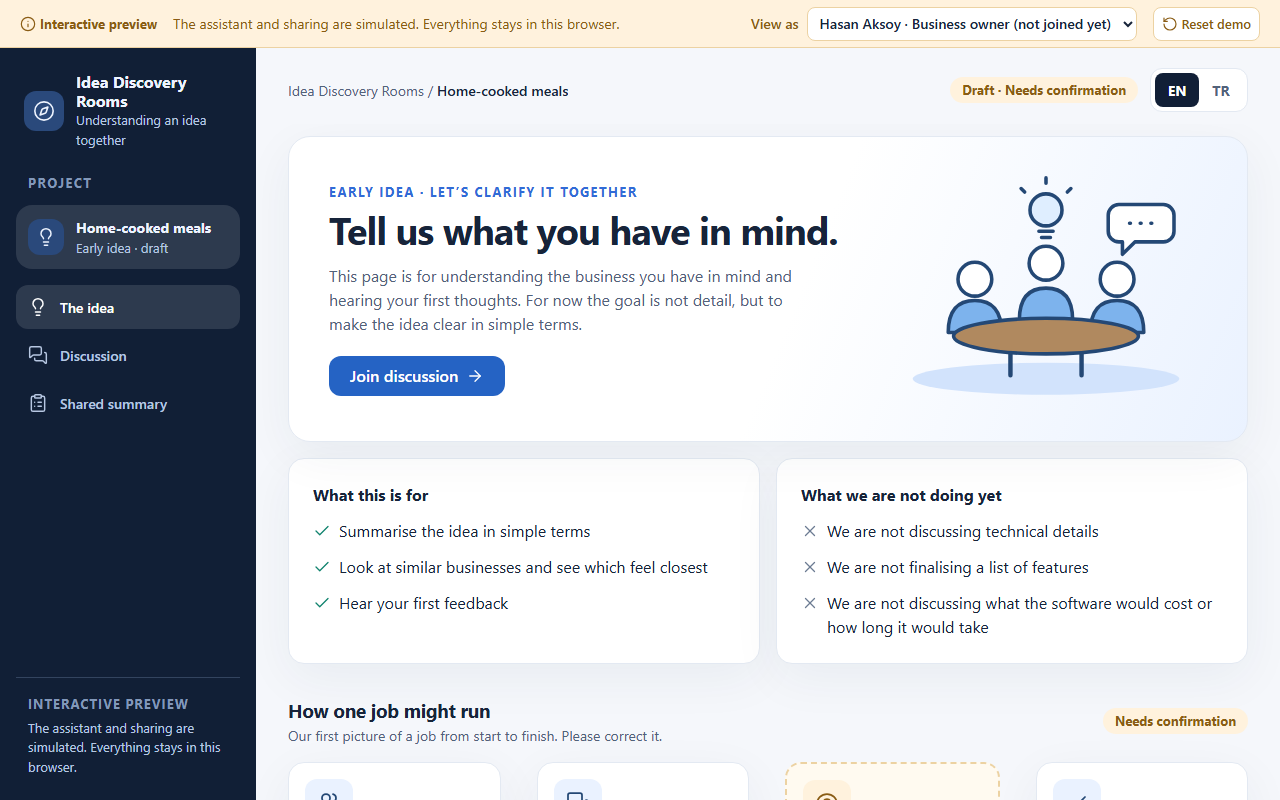 Interactive preview
The assistant and sharing are simulated. Everything stays in this browser.
View as
Hasan Aksoy · Business owner (not joined yet)
Reset demo
Idea Discovery
Rooms
Understanding an idea
together
PROJECT
Home-cooked meals
Early idea · draft
The idea
Discussion
Shared summary
INTERACTIVE PREVIEW
The assistant and sharing are
simulated. Everything stays in this
browser.
Idea Discovery Rooms / Home-cooked meals
Draft · Needs confirmation
EN
TR
EARLY IDEA · LET’S CLARIFY IT TOGETHER
Tell us what you have in mind.
This page is for understanding the business you have in mind and
hearing your first thoughts. For now the goal is not detail, but to
make the idea clear in simple terms.
Join discussion
What this is for
Summarise the idea in simple terms
Look at similar businesses and see which feel closest
Hear your first feedback
What we are not doing yet
We are not discussing technical details
We are not finalising a list of features
We are not discussing what the software would cost or
how long it would take
How one job might run
Our first picture of a job from start to finish. Please correct it.
Needs confirmation